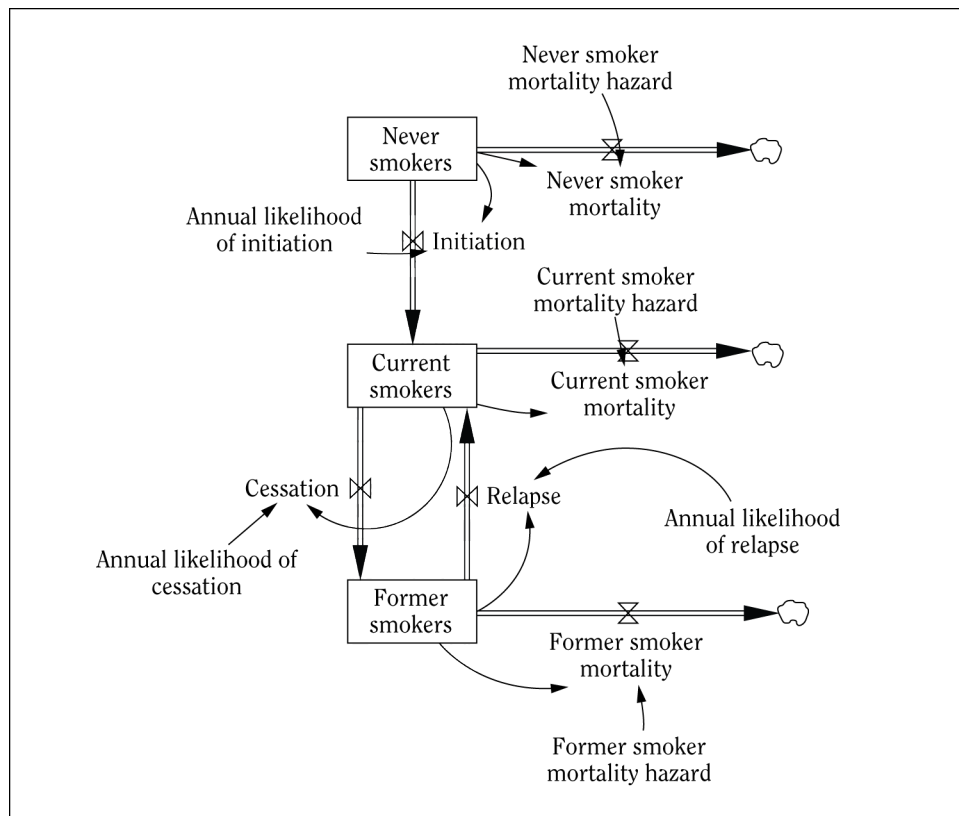 Never smoker
mortality hazard
Never
smokers
Never smoker
mortality
Annual likelihood
of initiation
Initiation
Current smoker
mortality hazard
Current
smokers
Current smoker
mortality
Cessation
Relapse
Annual likelihood
of relapse
Annual likelihood of
cessation
Former
smokers
Former smoker
mortality
Former smoker
mortality hazard